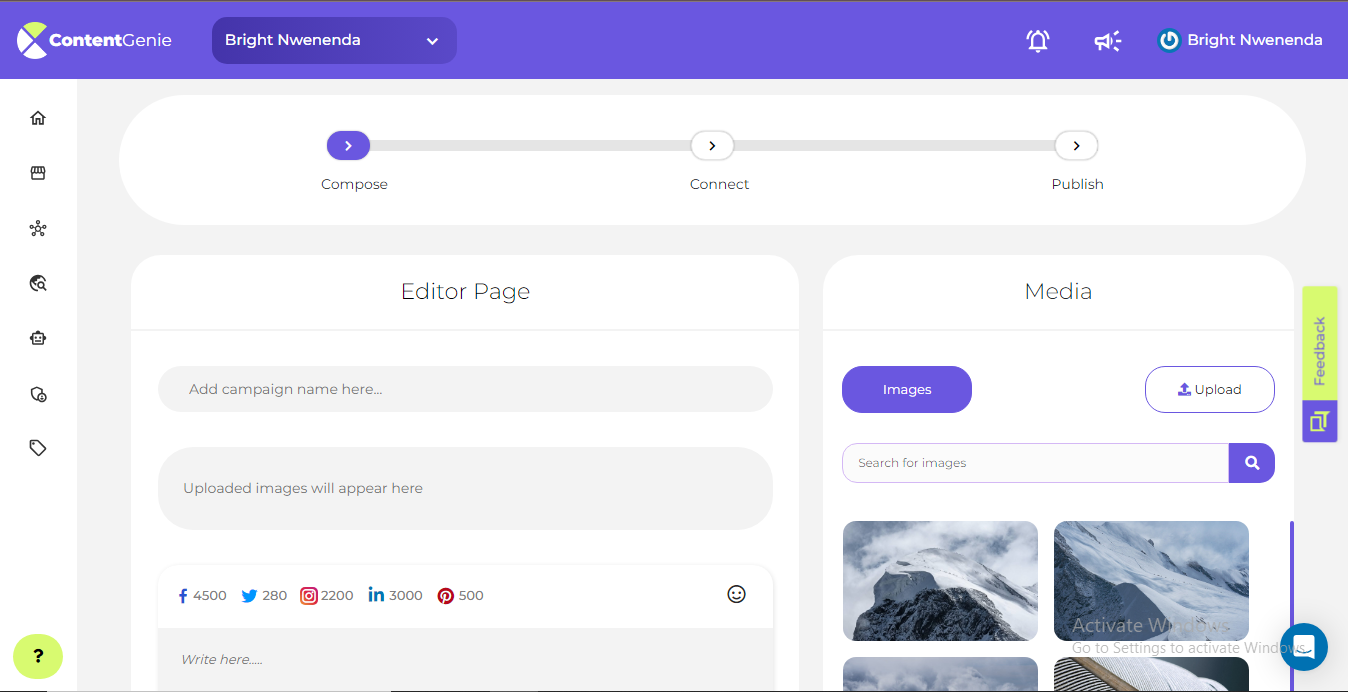 ContentGenie
Bright Nwenenda
Bright Nwenenda
Compose
Connect
Publish
Editor Page
Add campaign name here...
Uploaded images will appear here
4500 280 2200 3000 500
Write here.....
Media
Images
Upload
Search for images
Activate Windows
Go to Settings to activate Windows.
Feedback
?